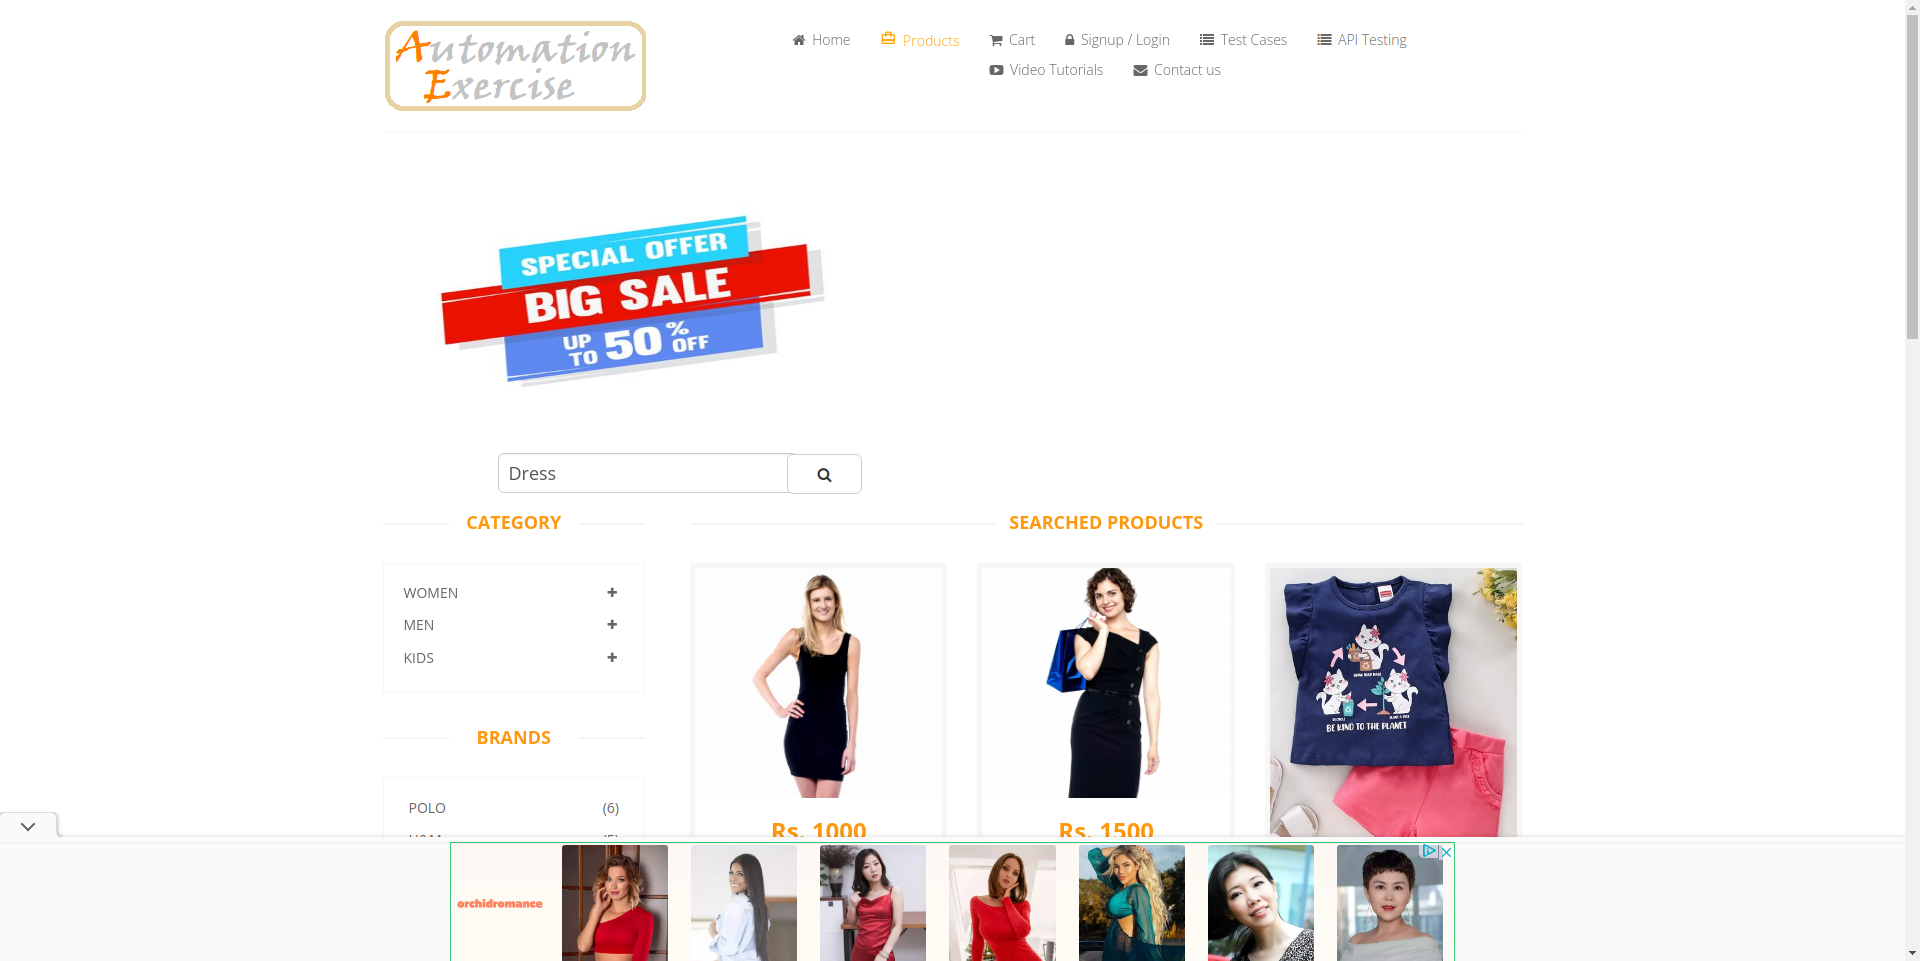 Automation
Exercise
Home
Products
Cart
Signup / Login
Test Cases
API Testing
Video Tutorials
Contact us
SPECIAL OFFER
BIG SALE
UP TO 50% OFF
Dress
CATEGORY
SEARCHED PRODUCTS
WOMEN
MEN
KIDS
BE KIND TO THE PLANET
BRANDS
POLO (6)
Rs. 1000
Rs. 1500
orchidromance